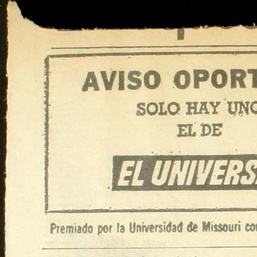 AVISO OPORT
SOLO HAY UNO
EL DE
EL UNIVERS
Premiado por la Universidad de Missouri co